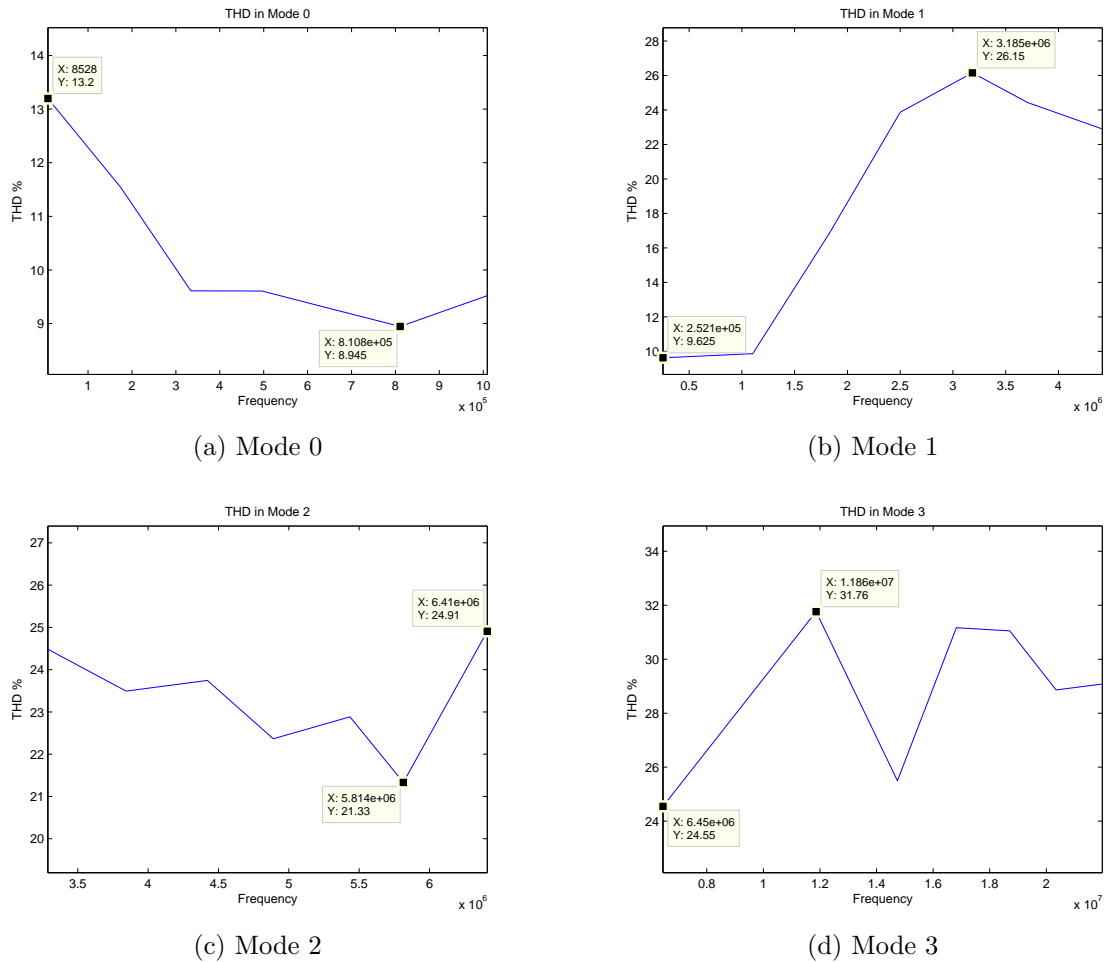 THD in Mode 0
14
13
12
11
10
9
THD %
X: 8528
Y: 13.2
X: 8.108e+05
Y: 8.945
1 2 3 4 5 6 7 8 9 10
Frequency
x 10^5
(a) Mode 0
THD in Mode 1
28
26
24
22
20
18
16
14
12
10
THD %
X: 3.185e+06
Y: 26.15
X: 2.521e+05
Y: 9.625
0.5 1 1.5 2 2.5 3 3.5 4
Frequency
x 10^6
(b) Mode 1
THD in Mode 2
27
26
25
24
23
22
21
20
THD %
X: 6.41e+06
Y: 24.91
X: 5.814e+06
Y: 21.33
3.5 4 4.5 5 5.5 6
Frequency
x 10^6
(c) Mode 2
THD in Mode 3
34
32
30
28
26
24
THD %
X: 1.186e+07
Y: 31.76
X: 6.45e+06
Y: 24.55
0.8 1 1.2 1.4 1.6 1.8 2
Frequency
x 10^7
(d) Mode 3